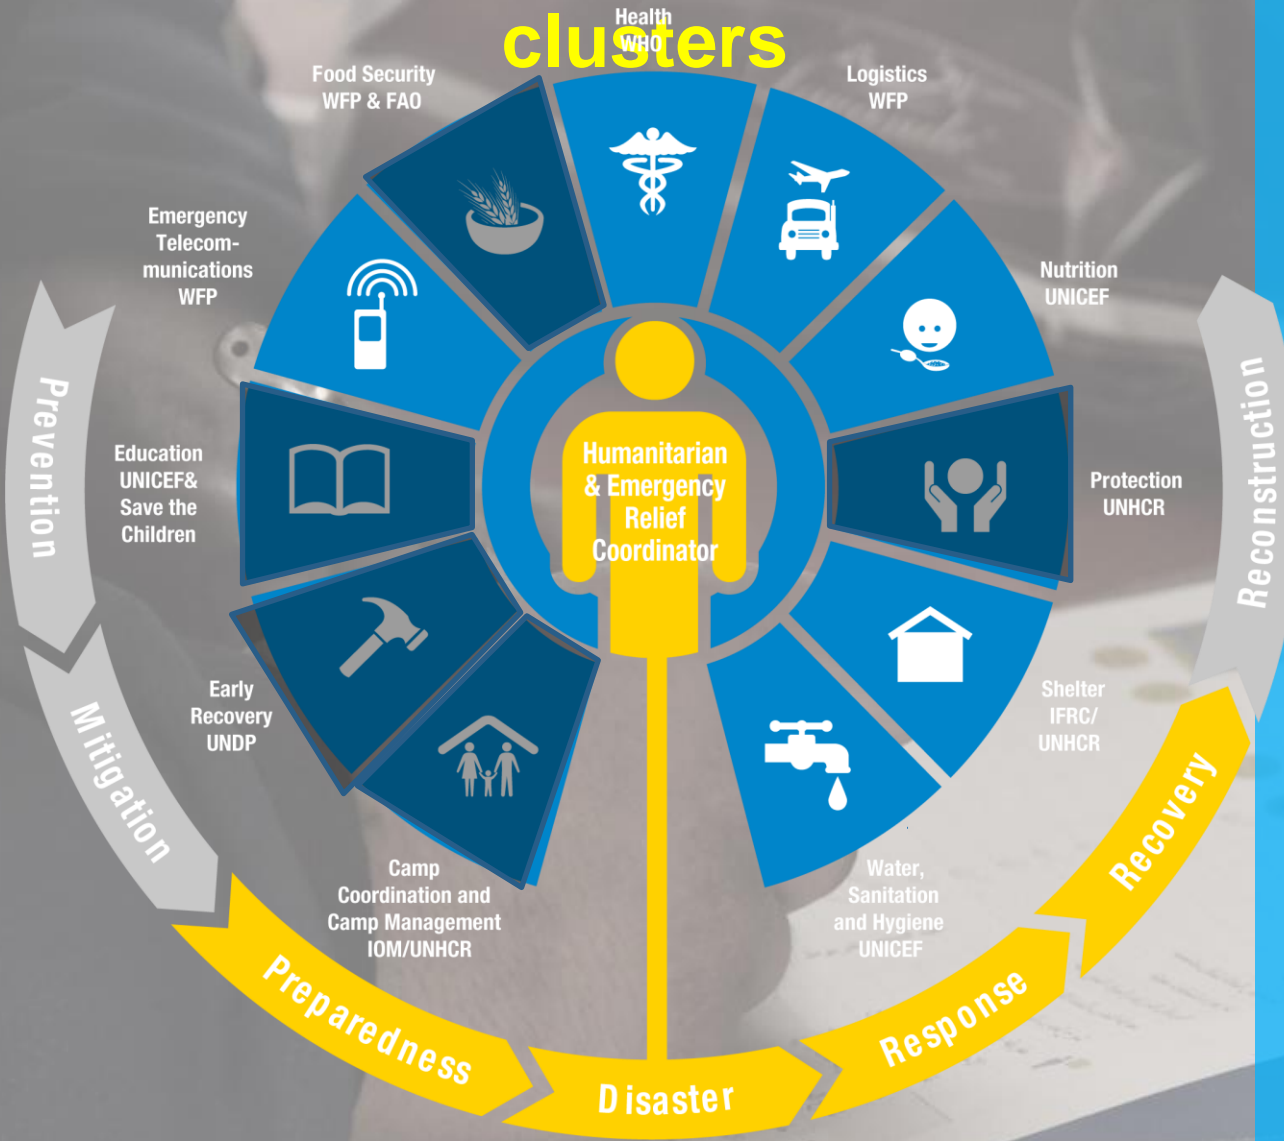 clusters
Health
WHO
Logistics
WFP
Nutrition
UNICEF
Protection
UNHCR
Shelter
IFRC/
UNHCR
Water,
Sanitation
and Hygiene
UNICEF
Camp
Coordination and
Camp Management
IOM/UNHCR
Early
Recovery
UNDP
Education
UNICEF&
Save the
Children
Emergency
Telecom-
munications
WFP
Food Security
WFP & FAO
Humanitarian
& Emergency
Relief
Coordinator
Prevention
Mitigation
Preparedness
Disaster
Response
Recovery
Reconstruction